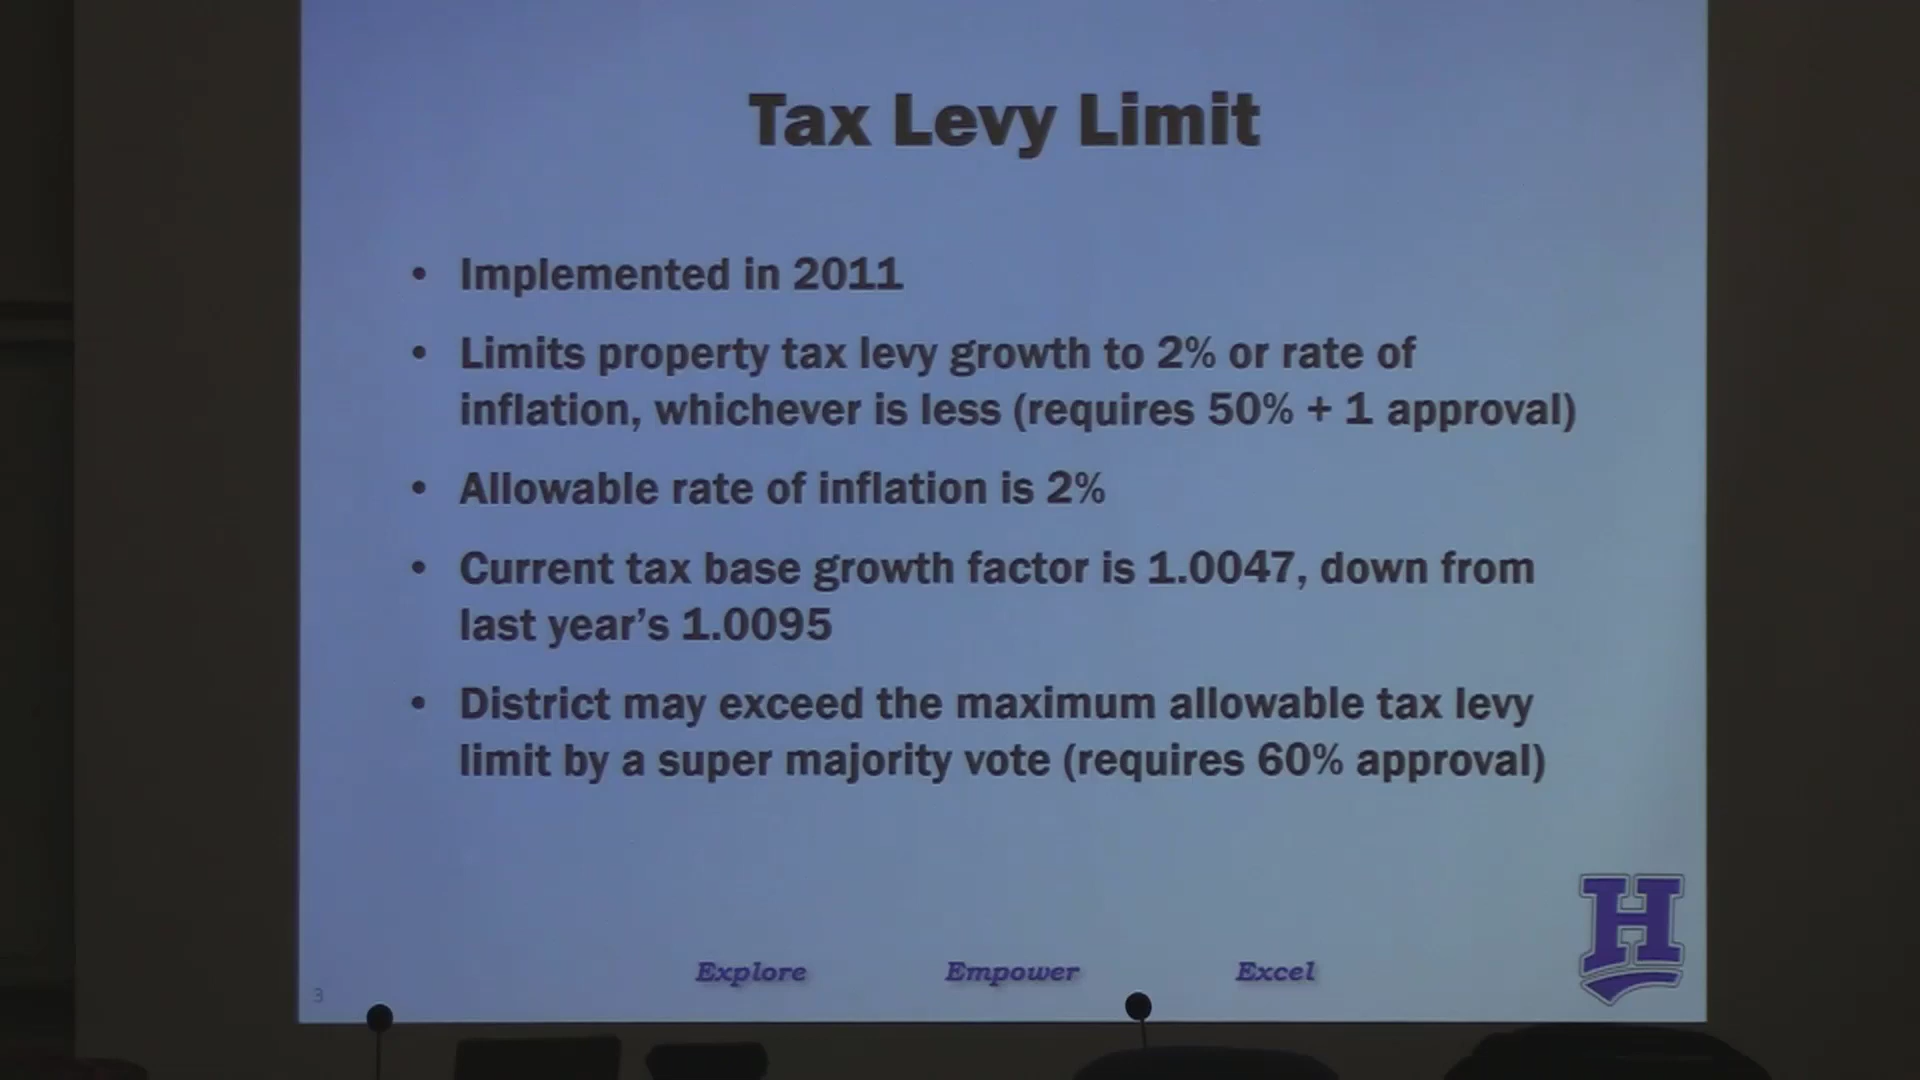 Tax Levy Limit
• Implemented in 2011
• Limits property tax levy growth to 2% or rate of
inflation, whichever is less (requires 50% + 1 approval)
• Allowable rate of inflation is 2%
• Current tax base growth factor is 1.0047, down from
last year’s 1.0095
• District may exceed the maximum allowable tax levy
limit by a super majority vote (requires 60% approval)
H
Explore Empower Excel
3